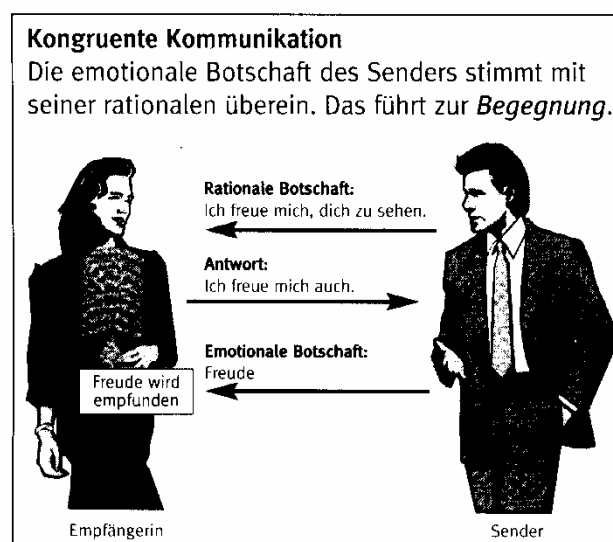 Kongruente Kommunikation
Die emotionale Botschaft des Senders stimmt mit
seiner rationalen überein. Das führt zur Begegnung.
Rationale Botschaft:
Ich freue mich, dich zu sehen.
Antwort:
Ich freue mich auch.
Emotionale Botschaft:
Freude
Freude wird
empfunden
Empfängerin
Sender